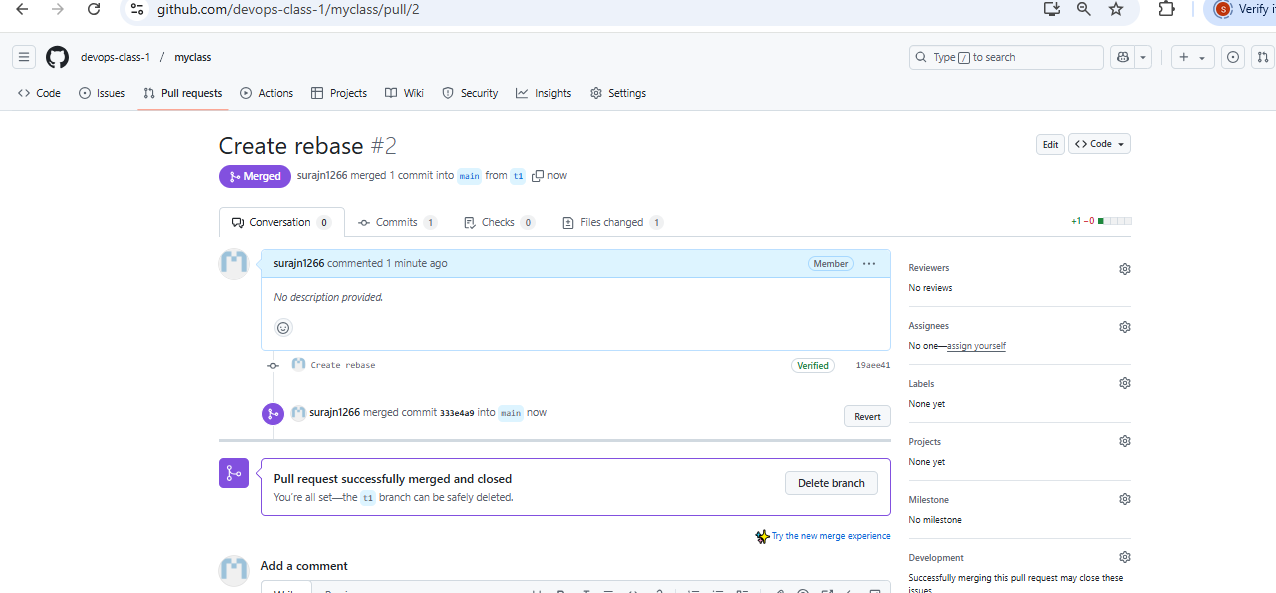 github.com/devops-class-1/myclass/pull/2
S Verify i
devops-class-1 / myclass
Type / to search
Code Issues Pull requests Actions Projects Wiki Security Insights Settings
Create rebase #2
Edit Code
Merged surajn1266 merged 1 commit into main from t1 now
Conversation 0 Commits 1 Checks 0 Files changed 1
+1 −0
surajn1266 commented 1 minute ago Member ...
No description provided.
Create rebase Verified 19aee41
surajn1266 merged commit 333e4a9 into main now
Revert
Pull request successfully merged and closed
You're all set—the t1 branch can be safely deleted.
Delete branch
Try the new merge experience
Add a comment
Reviewers
No reviews
Assignees
No one—assign yourself
Labels
None yet
Projects
None yet
Milestone
No milestone
Development
Successfully merging this pull request may close these
issues.